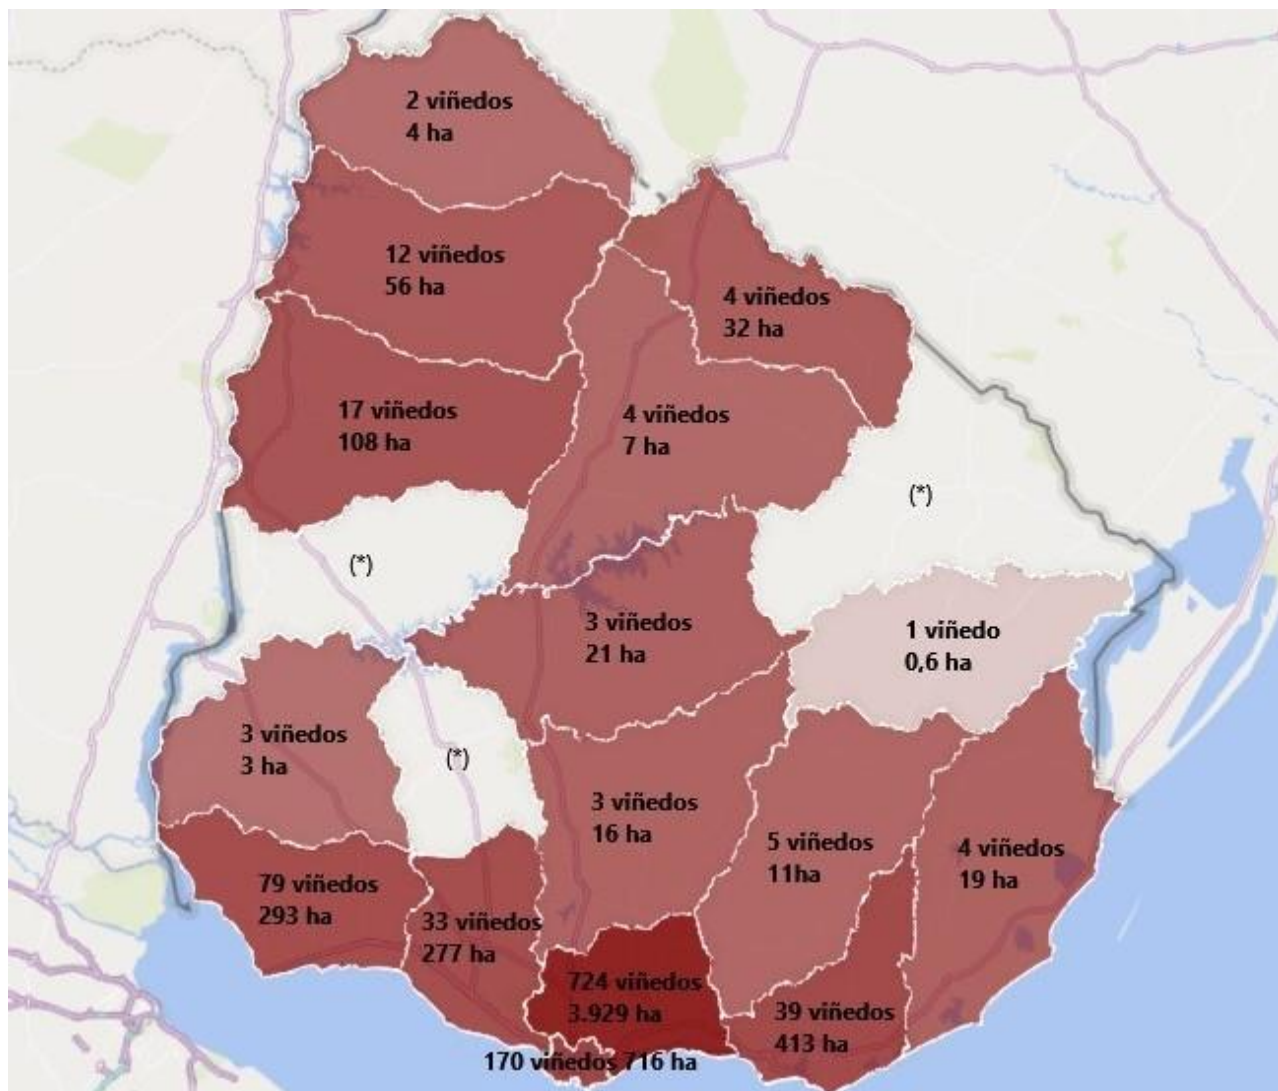 2 viñedos
4 ha
12 viñedos
56 ha
4 viñedos
32 ha
17 viñedos
108 ha
4 viñedos
7 ha
(*)
(*)
3 viñedos
21 ha
1 viñedo
0,6 ha
3 viñedos
3 ha
(*)
3 viñedos
16 ha
5 viñedos
11ha
4 viñedos
19 ha
79 viñedos
293 ha
33 viñedos
277 ha
724 viñedos
3.929 ha
39 viñedos
413 ha
170 viñedos 716 ha